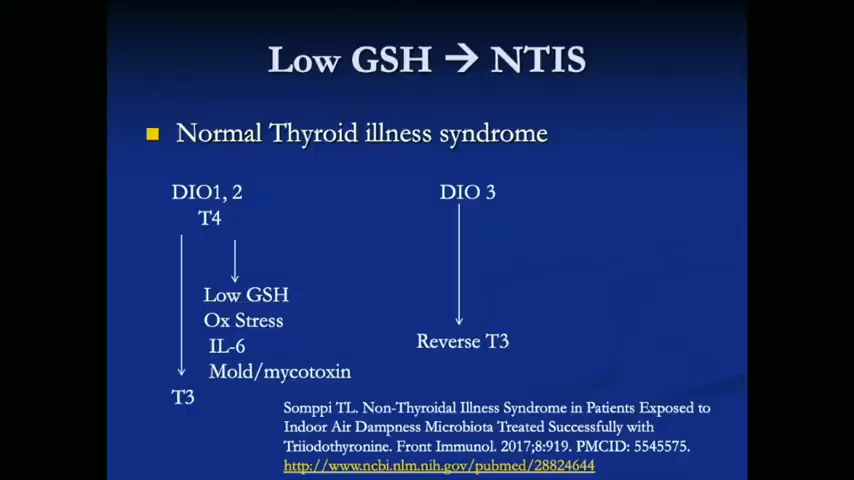 Low GSH → NTIS
Normal Thyroid illness syndrome
DIO1, 2
T4
Low GSH
Ox Stress
IL-6
Mold/mycotoxin
T3
DIO 3
Reverse T3
Somppi TL. Non-Thyroidal Illness Syndrome in Patients Exposed to
Indoor Air Dampness Microbiota Treated Successfully with
Triiodothyronine. Front Immunol. 2017;8:919. PMCID: 5545575.
http://www.ncbi.nlm.nih.gov/pubmed/28824644